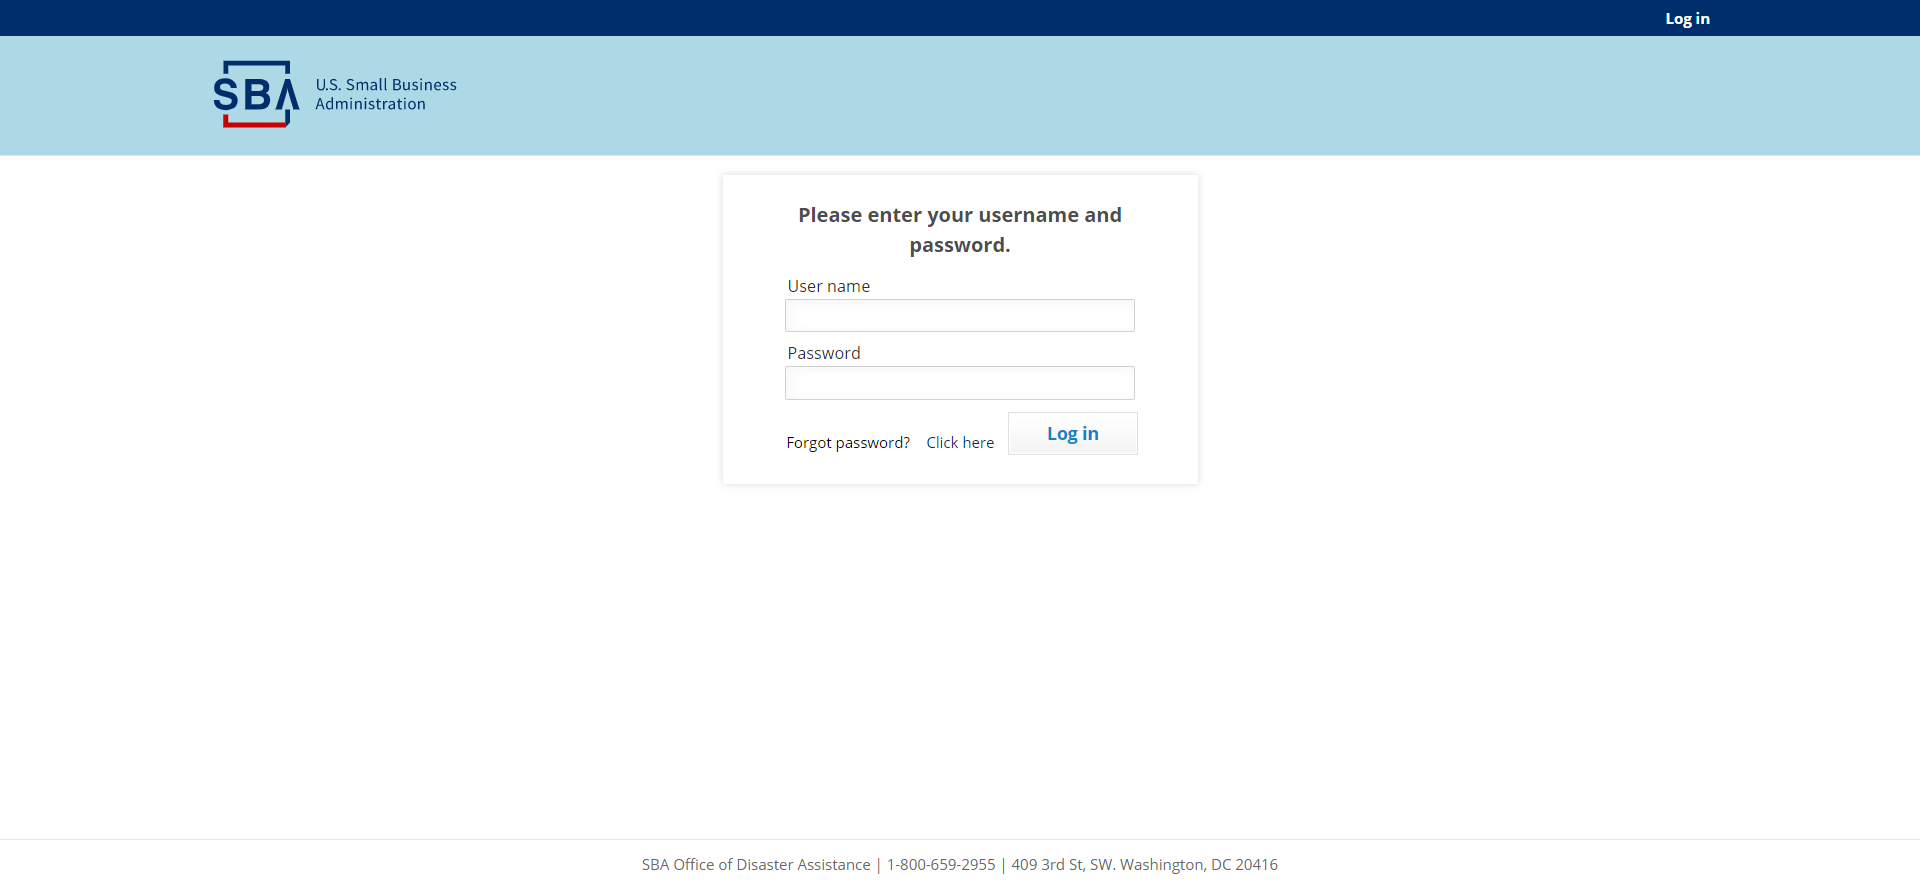 Log in
SBA
U.S. Small Business
Administration
Please enter your username and
password.
User name
Password
Forgot password? Click here Log in
SBA Office of Disaster Assistance | 1-800-659-2955 | 409 3rd St, SW. Washington, DC 20416